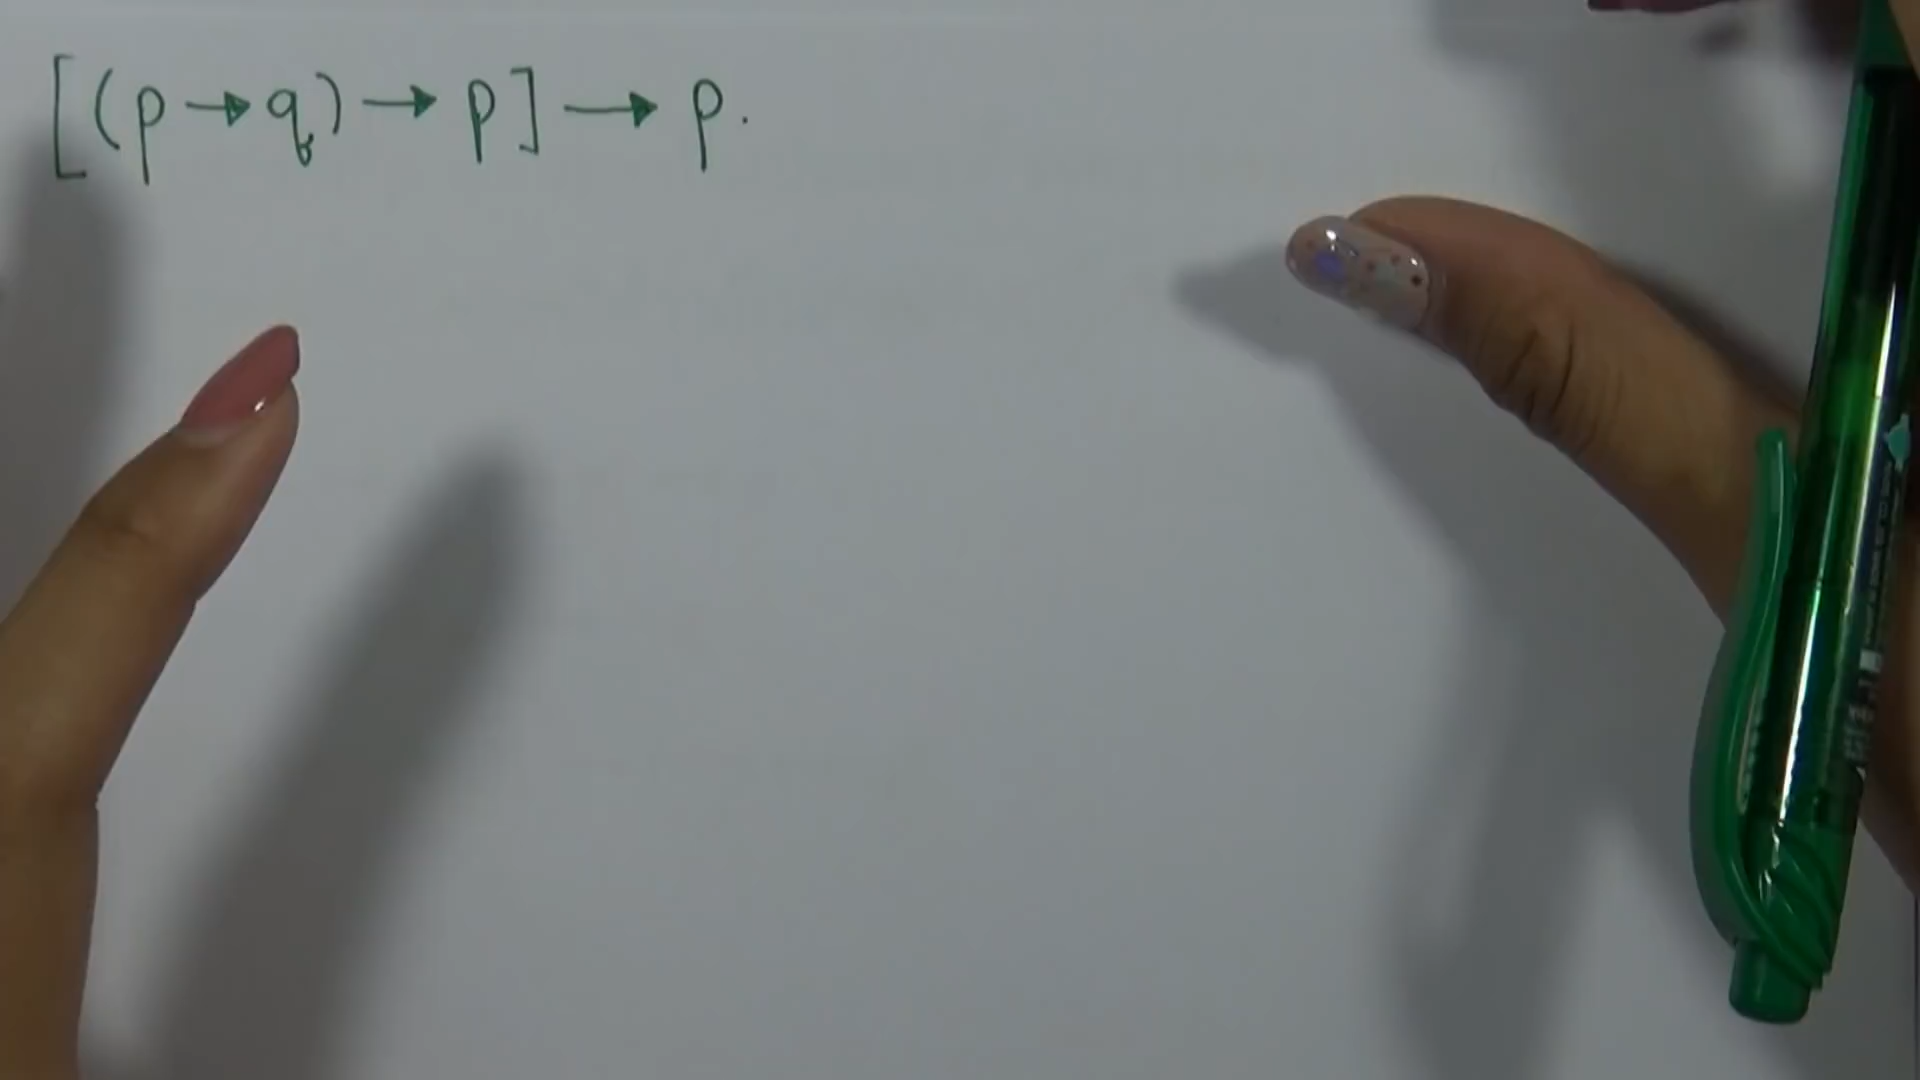 [(p → q) → p] → p.